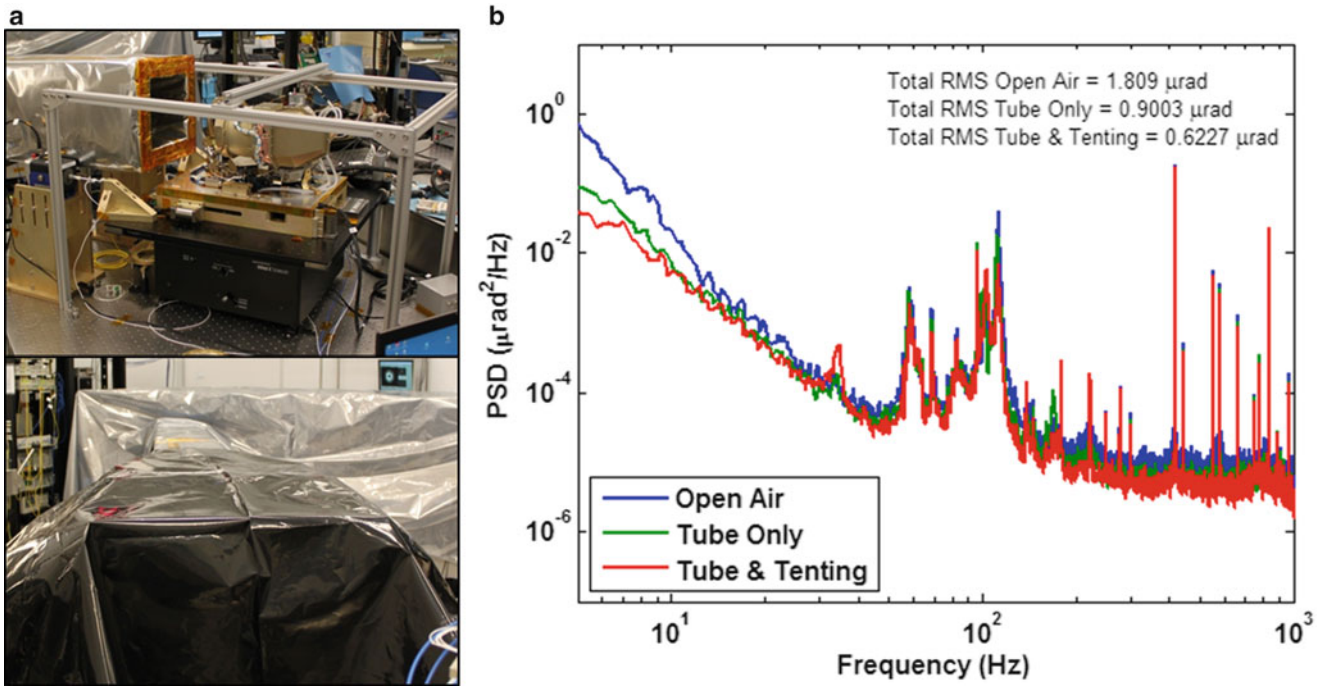 a
b
Total RMS Open Air = 1.809 μrad
Total RMS Tube Only = 0.9003 μrad
Total RMS Tube & Tenting = 0.6227 μrad
10⁰
10⁻²
10⁻⁴
10⁻⁶
PSD (μrad²/Hz)
Open Air
Tube Only
Tube & Tenting
10¹
10²
10³
Frequency (Hz)